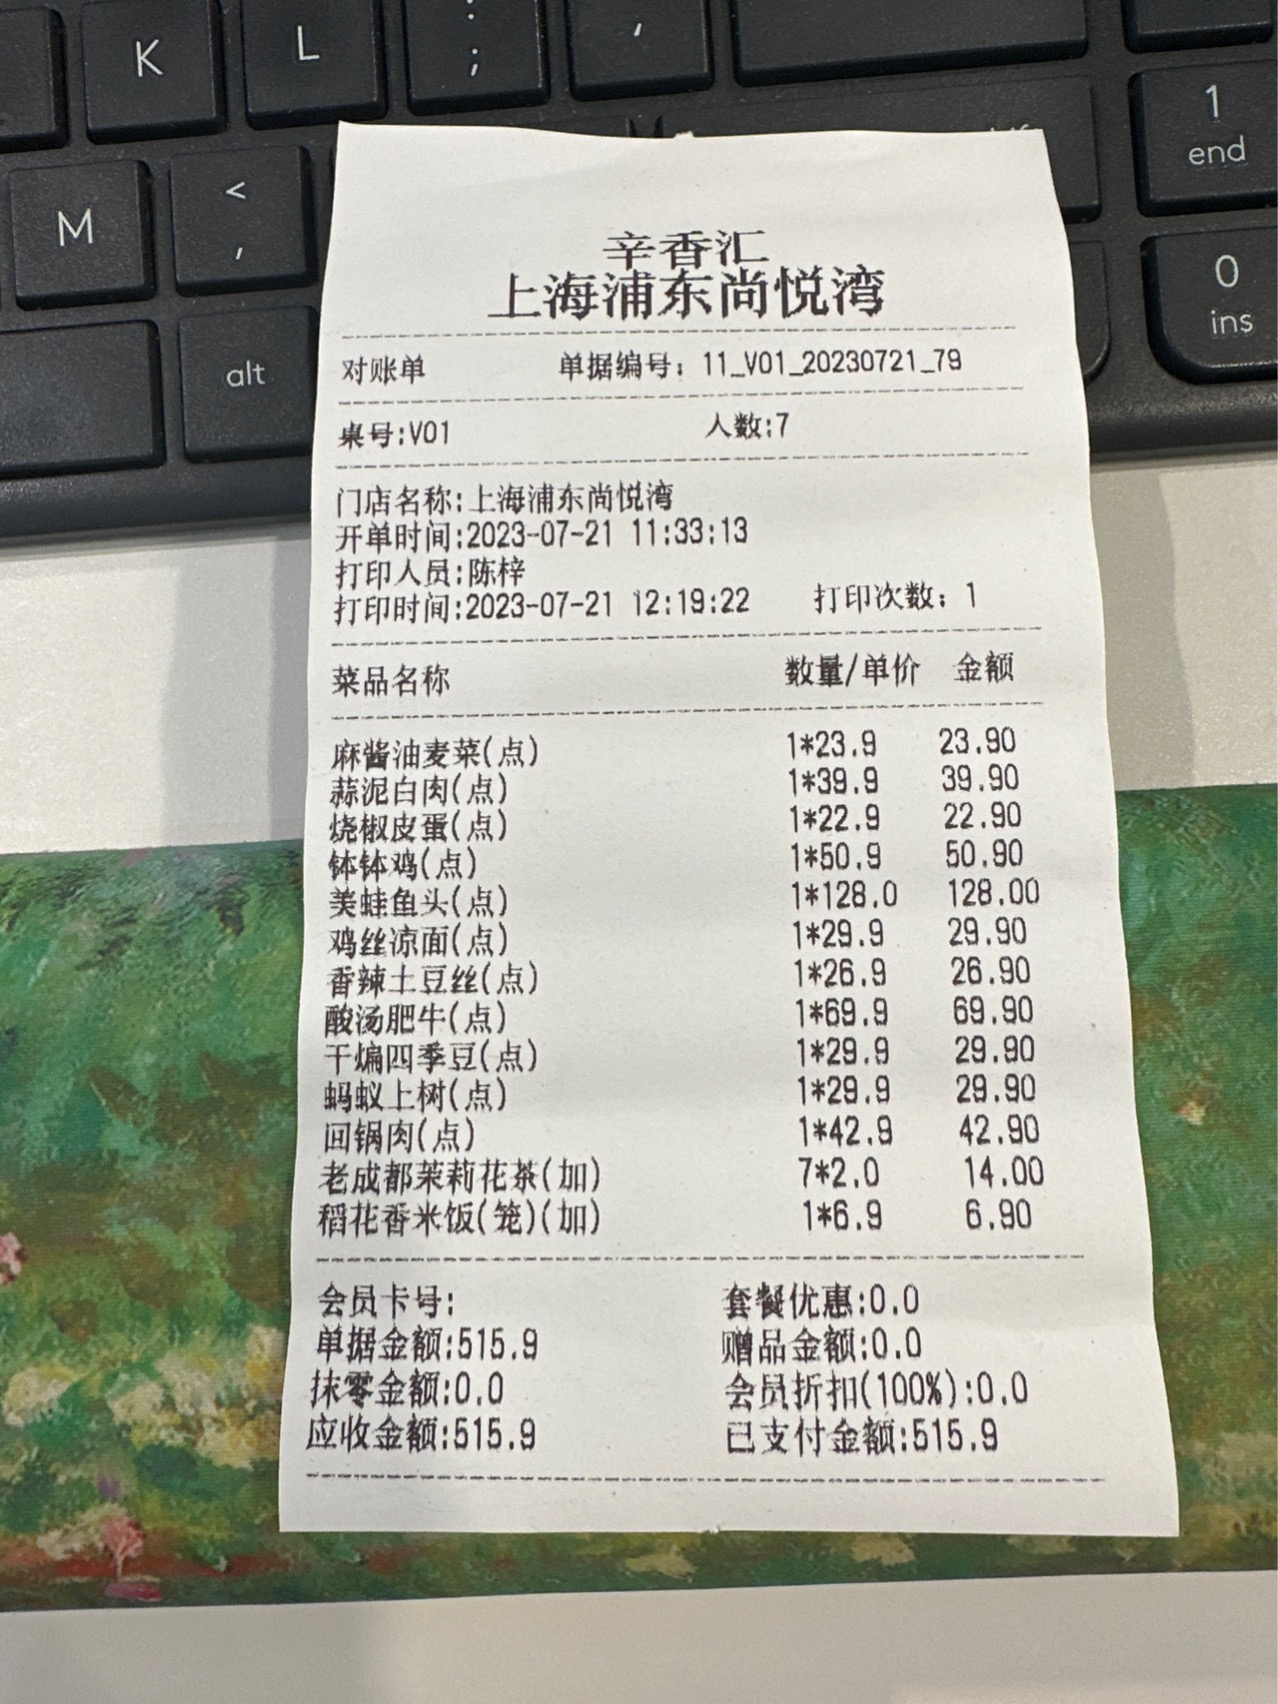 K
L
:
;
,
1
end
M
<
,
0
ins
alt
辛香汇
上海浦东尚悦湾
对账单 单据编号：11_V01_20230721_79
桌号:V01 人数:7
门店名称:上海浦东尚悦湾
开单时间:2023-07-21 11:33:13
打印人员:陈梓
打印时间:2023-07-21 12:19:22 打印次数：1
菜品名称 数量/单价 金额
麻酱油麦菜(点) 1*23.9 23.90
蒜泥白肉(点) 1*39.9 39.90
烧椒皮蛋(点) 1*22.9 22.90
钵钵鸡(点) 1*50.9 50.90
美蛙鱼头(点) 1*128.0 128.00
鸡丝凉面(点) 1*29.9 29.90
香辣土豆丝(点) 1*26.9 26.90
酸汤肥牛(点) 1*69.9 69.90
干煸四季豆(点) 1*29.9 29.90
蚂蚁上树(点) 1*29.9 29.90
回锅肉(点) 1*42.9 42.90
老成都茉莉花茶(加) 7*2.0 14.00
稻花香米饭(笼)(加) 1*6.9 6.90
会员卡号: 套餐优惠:0.0
单据金额:515.9 赠品金额:0.0
抹零金额:0.0 会员折扣(100%):0.0
应收金额:515.9 已支付金额:515.9